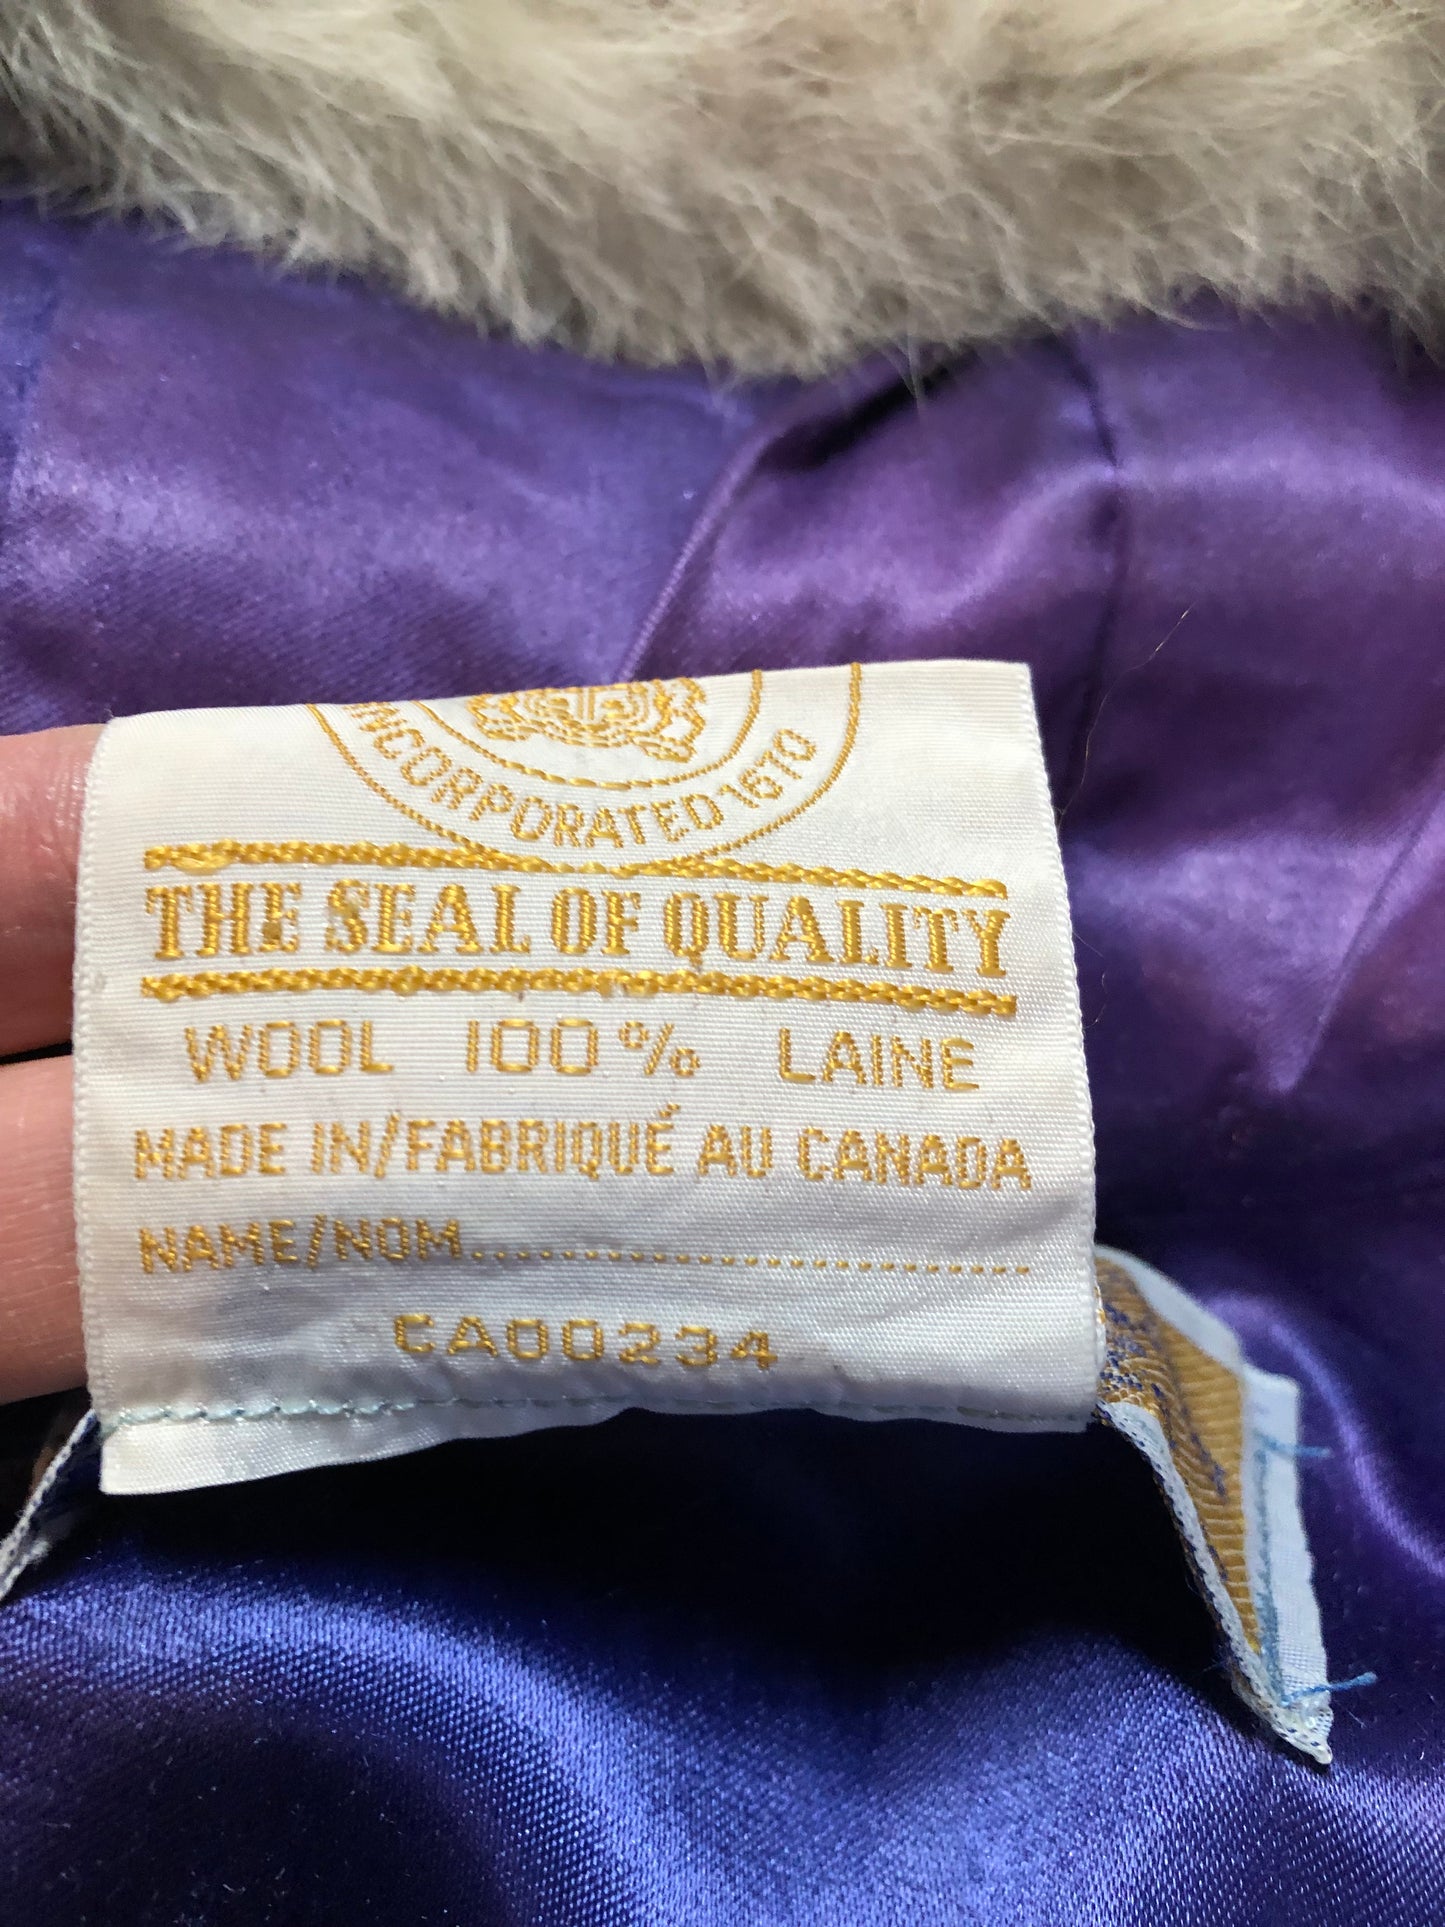 INCORPORATED 1670
THE SEAL OF QUALITY
WOOL 100% LAINE
MADE IN/FABRIQUÉ AU CANADA
NAME/NOM..............................
CA00234